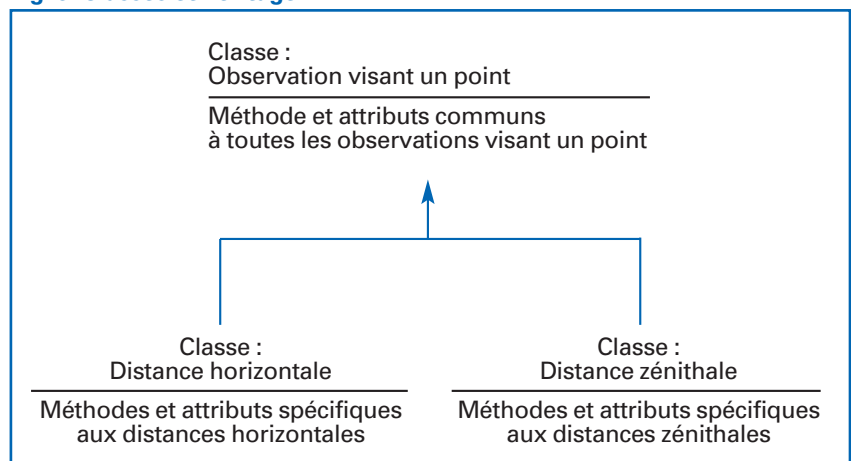 Classe :
Observation visant un point
Méthode et attributs communs
à toutes les observations visant un point
Classe :
Distance horizontale
Méthodes et attributs spécifiques
aux distances horizontales
Classe :
Distance zénithale
Méthodes et attributs spécifiques
aux distances zénithales